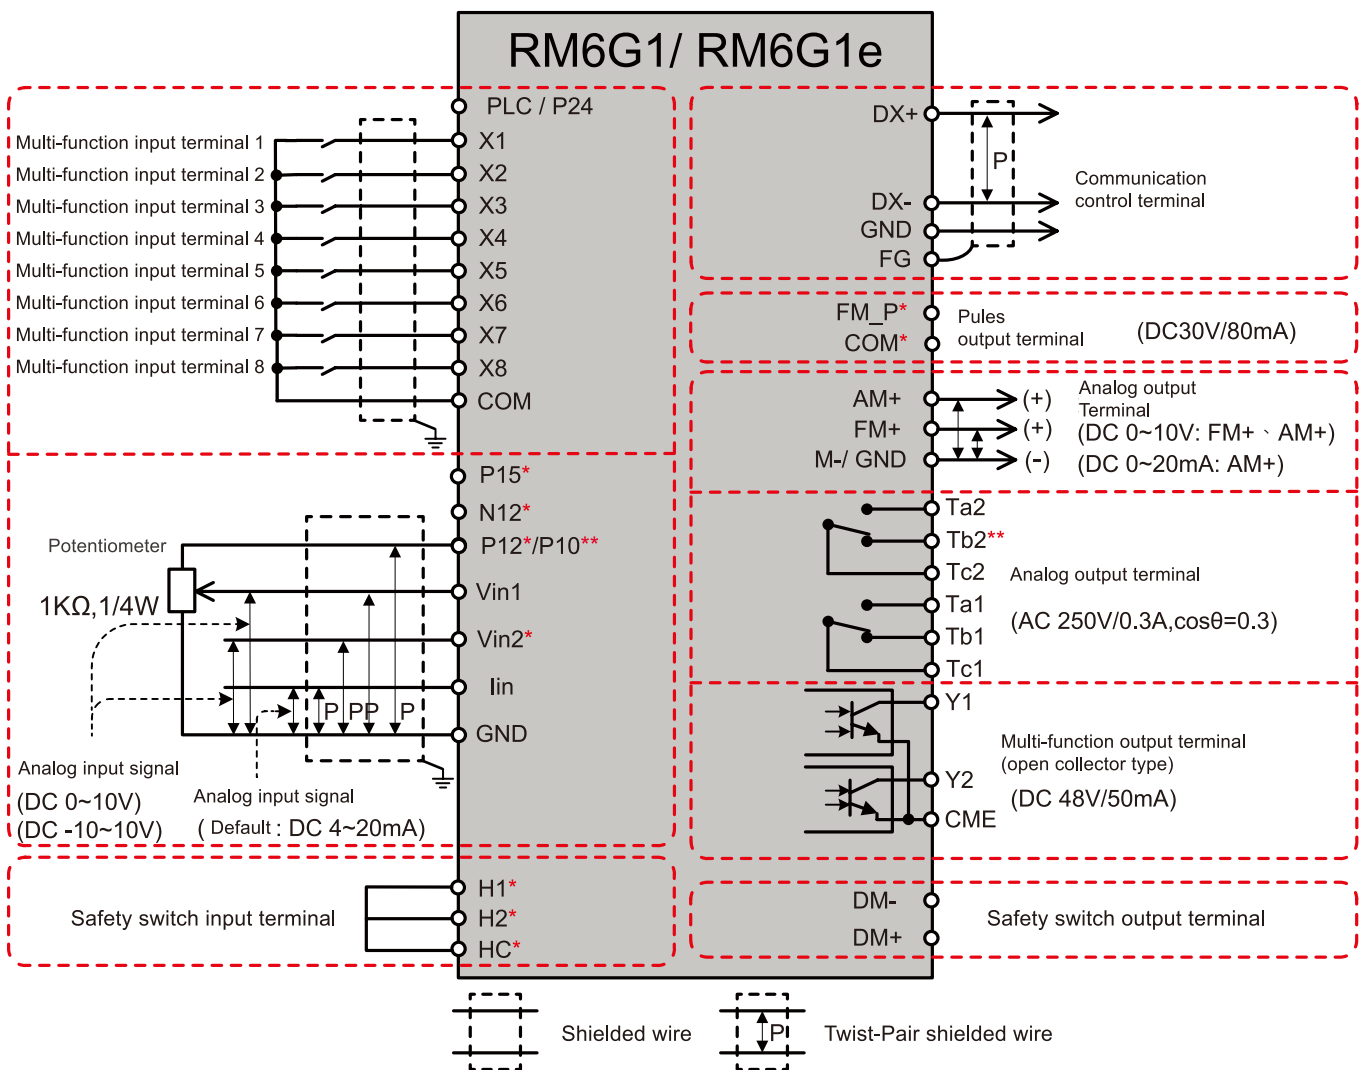 RM6G1/ RM6G1e
PLC / P24
Multi-function input terminal 1
X1
Multi-function input terminal 2
X2
Multi-function input terminal 3
X3
Multi-function input terminal 4
X4
Multi-function input terminal 5
X5
Multi-function input terminal 6
X6
Multi-function input terminal 7
X7
Multi-function input terminal 8
X8
COM
P15*
N12*
Potentiometer
P12*/P10**
1KΩ,1/4W
Vin1
Vin2*
Iin
P PP P
GND
Analog input signal
(DC 0~10V)
(DC -10~10V)
Analog input signal
( Default : DC 4~20mA)
Safety switch input terminal
H1*
H2*
HC*
DX+
P
DX-
GND
FG
Communication
control terminal
FM_P*
COM*
Pules
output terminal
(DC30V/80mA)
AM+
(+)
FM+
(+)
M-/ GND
(-)
Analog output
Terminal
(DC 0~10V: FM+、AM+)
(DC 0~20mA: AM+)
Ta2
Tb2**
Tc2
Ta1
Tb1
Tc1
Analog output terminal
(AC 250V/0.3A,cosθ=0.3)
Y1
Y2
CME
Multi-function output terminal
(open collector type)
(DC 48V/50mA)
DM-
DM+
Safety switch output terminal
Shielded wire
P
Twist-Pair shielded wire